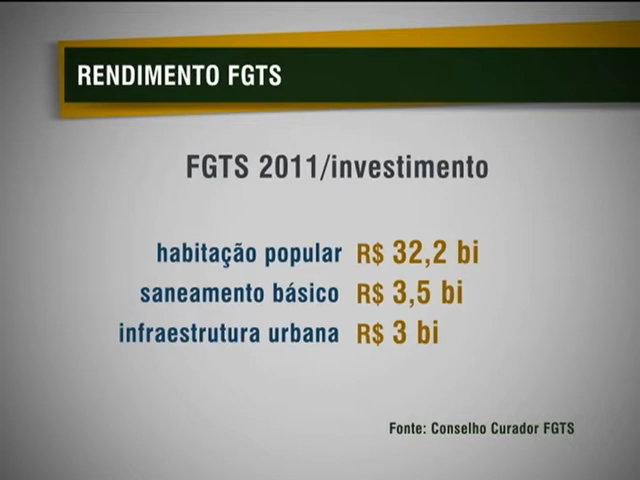 RENDIMENTO FGTS
FGTS 2011/investimento
habitação popular R$ 32,2 bi
saneamento básico R$ 3,5 bi
infraestrutura urbana R$ 3 bi
Fonte: Conselho Curador FGTS